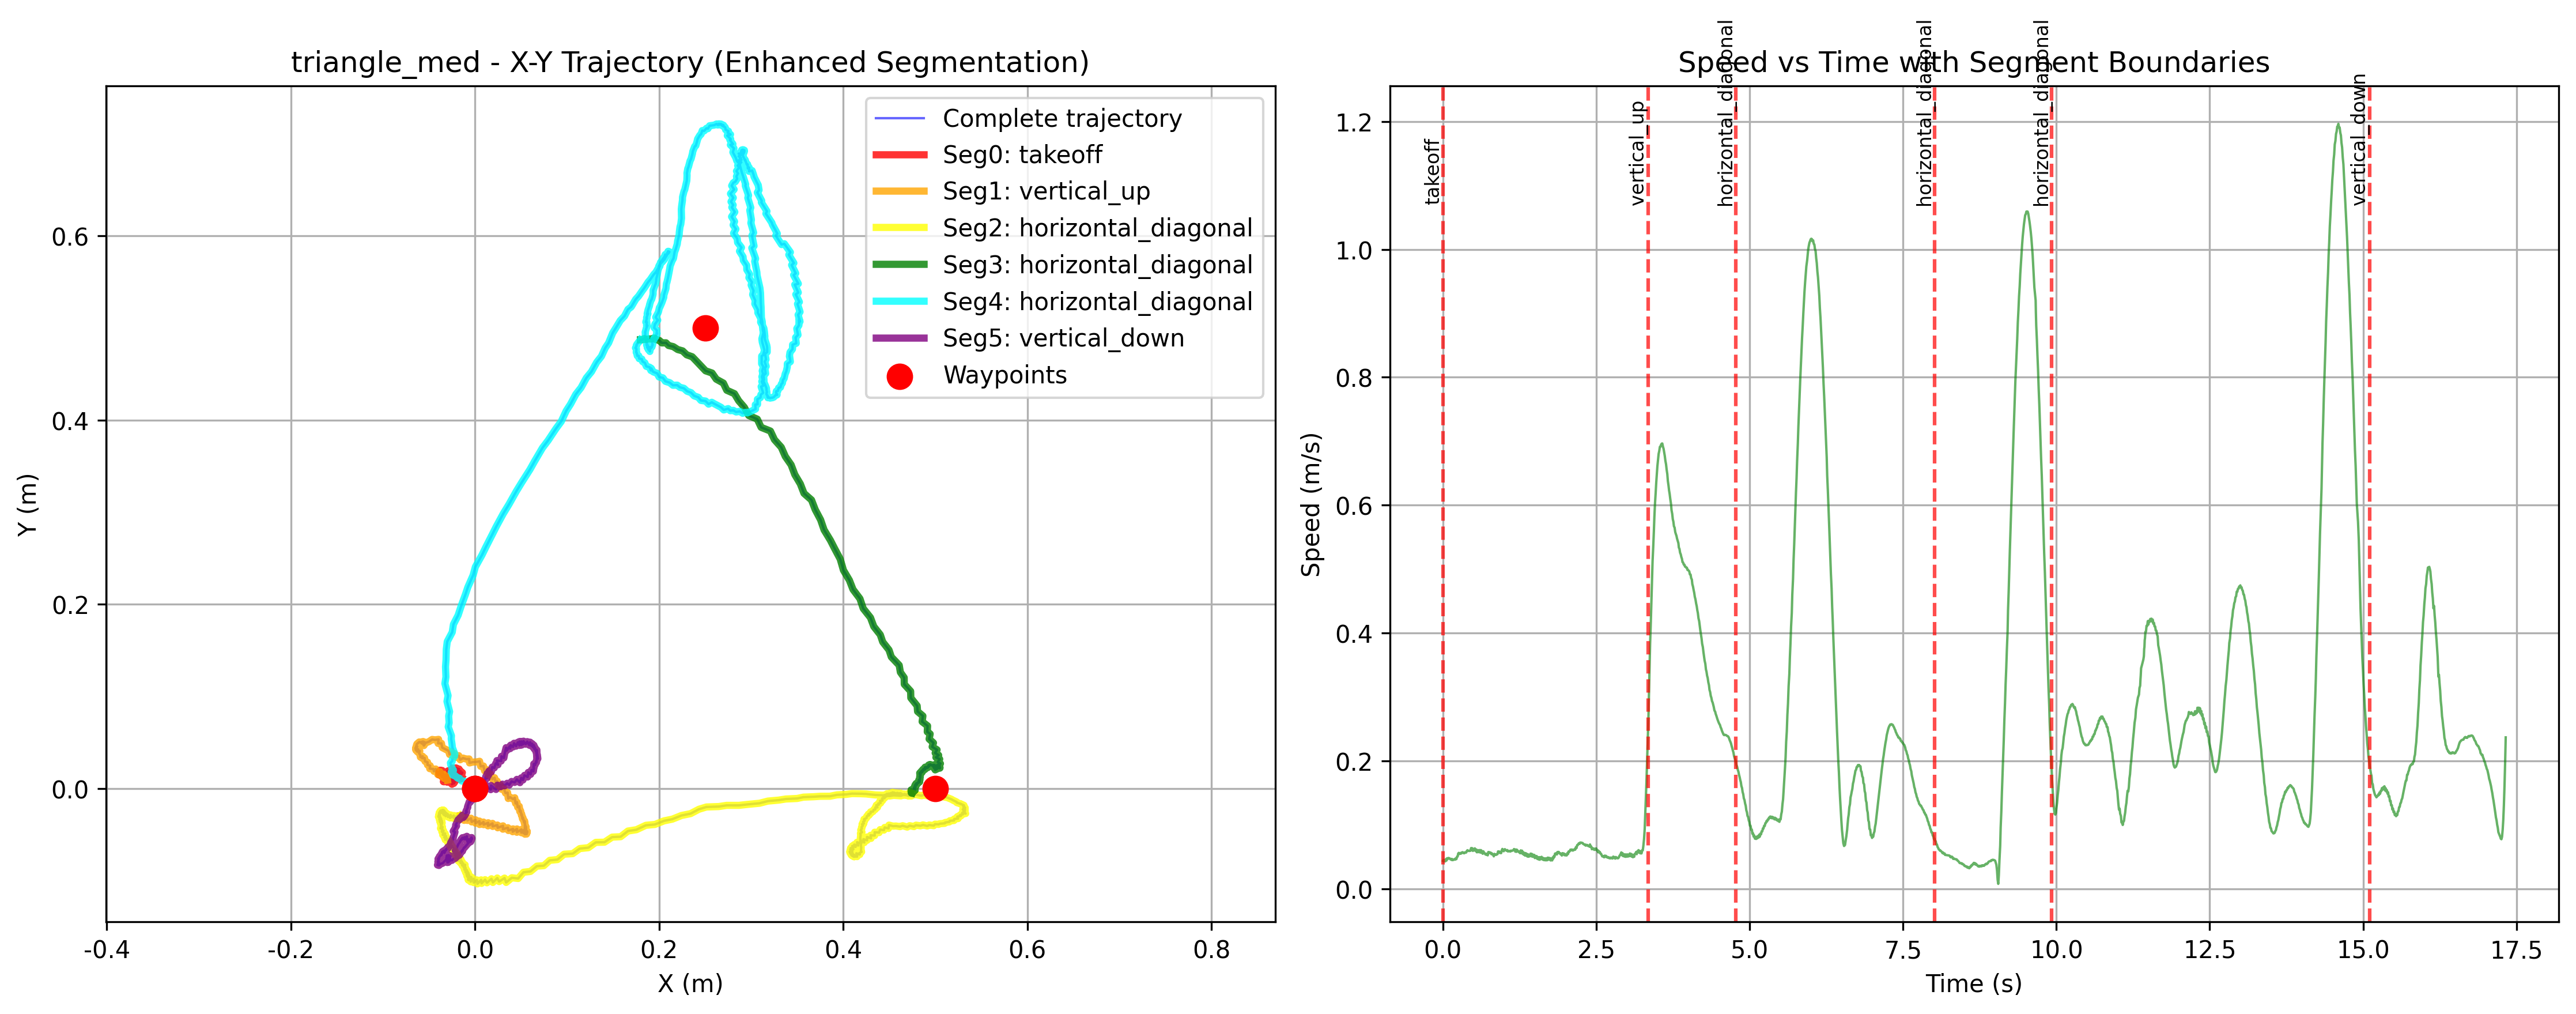 triangle_med - X-Y Trajectory (Enhanced Segmentation)
Y (m)
0.6
0.4
0.2
0.0
-0.4
-0.2
0.0
0.2
0.4
0.6
0.8
X (m)
Complete trajectory
Seg0: takeoff
Seg1: vertical_up
Seg2: horizontal_diagonal
Seg3: horizontal_diagonal
Seg4: horizontal_diagonal
Seg5: vertical_down
Waypoints
Speed vs Time with Segment Boundaries
Speed (m/s)
1.2
1.0
0.8
0.6
0.4
0.2
0.0
takeoff
vertical_up
horizontal_diagonal
horizontal_diagonal
horizontal_diagonal
vertical_down
0.0
2.5
5.0
7.5
10.0
12.5
15.0
17.5
Time (s)